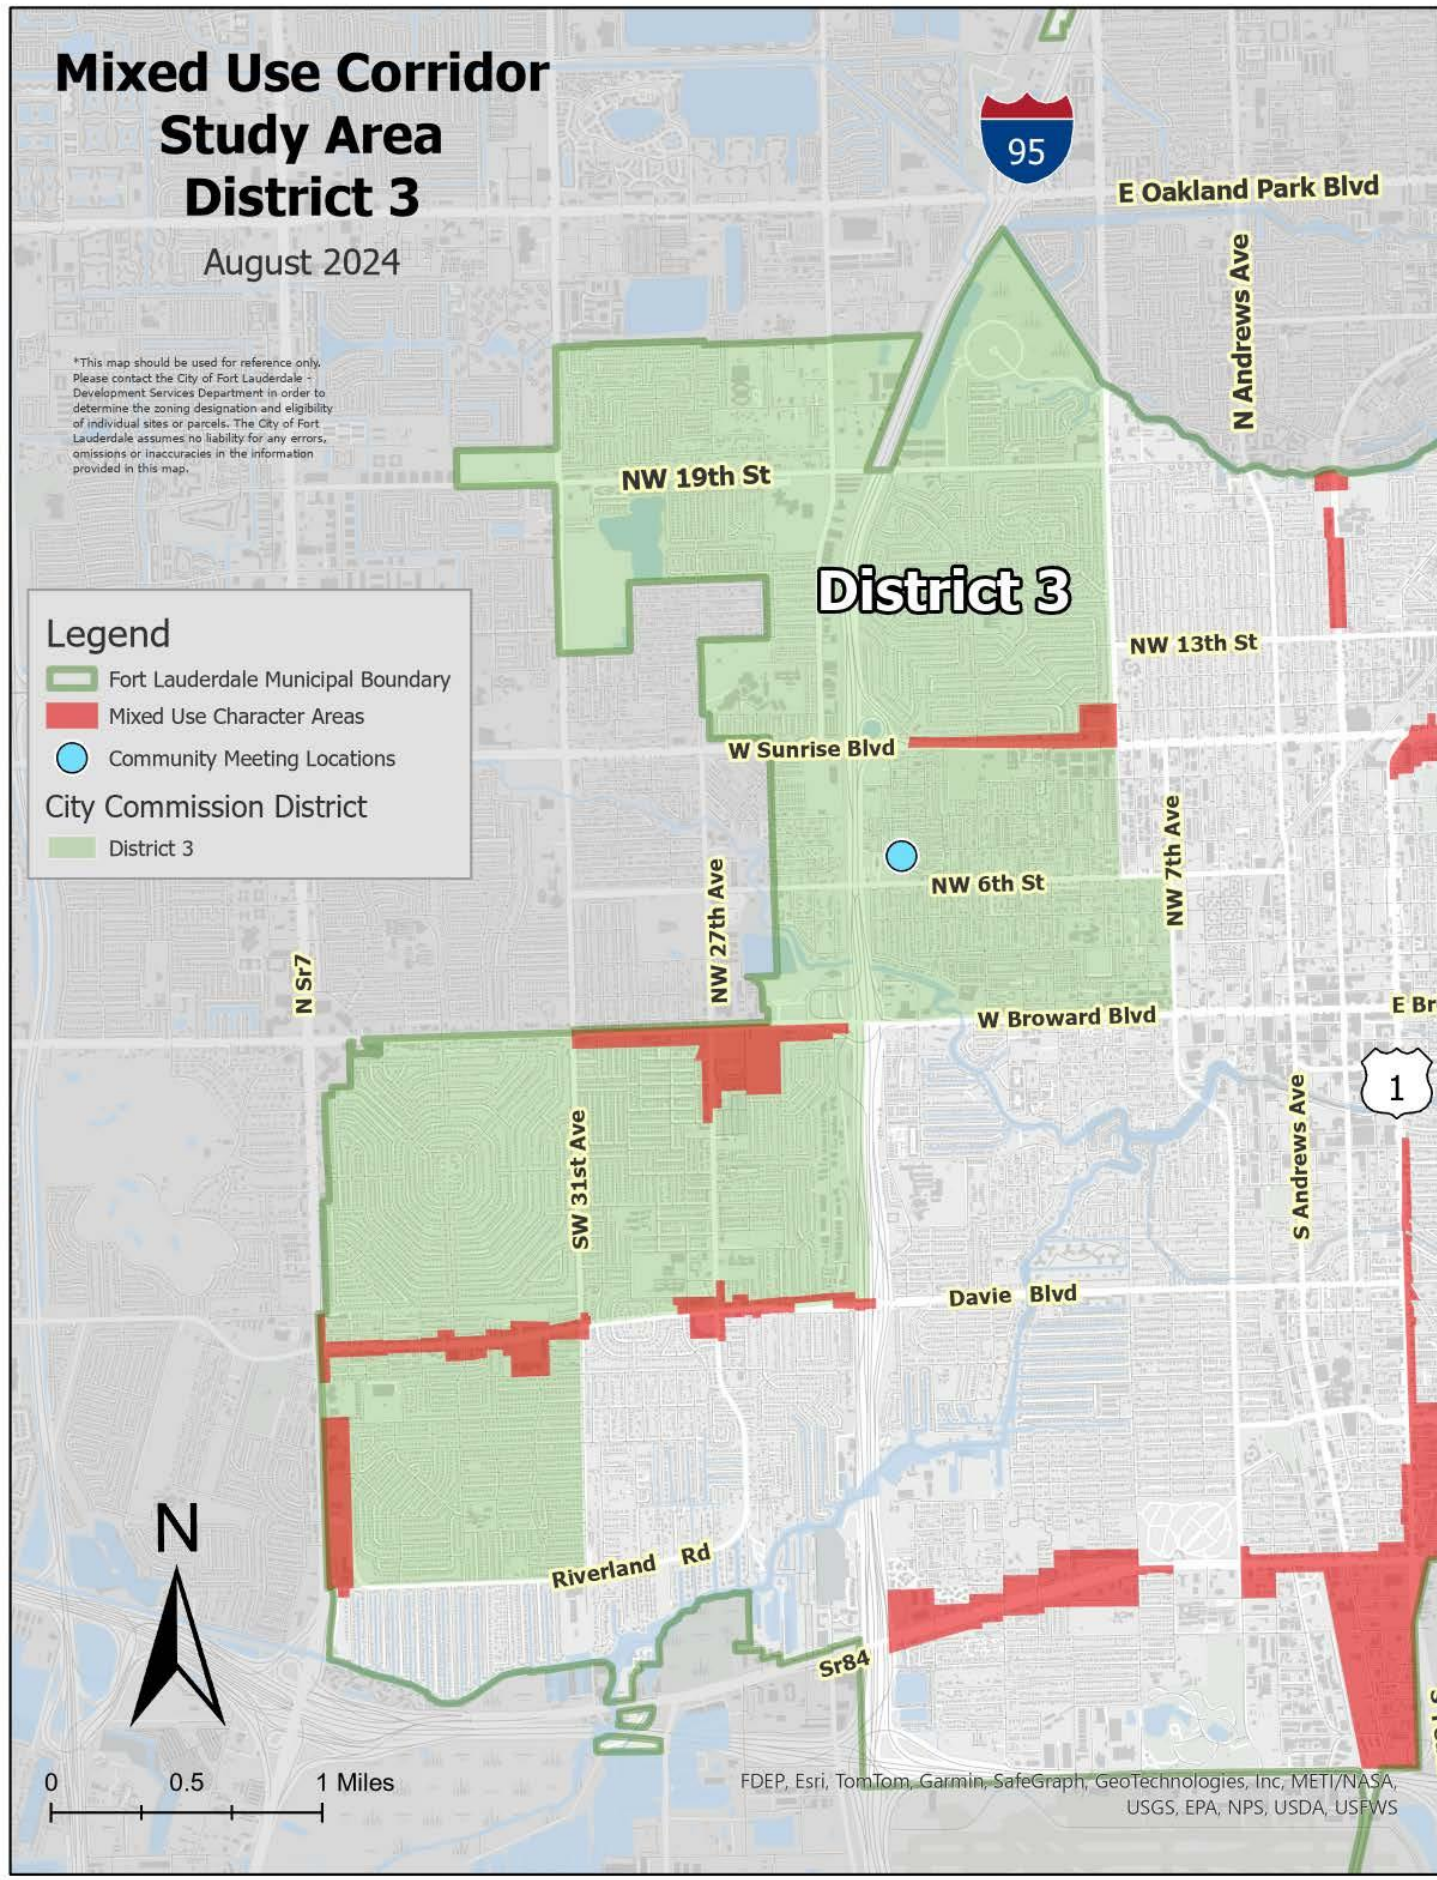 Mixed Use Corridor
Study Area
District 3
August 2024
*This map should be used for reference only.
Please contact the City of Fort Lauderdale -
Development Services Department in order to
determine the zoning designation and eligibility
of individual sites or parcels. The City of Fort
Lauderdale assumes no liability for any errors,
omissions or inaccuracies in the information
provided in this map.
95
E Oakland Park Blvd
N Andrews Ave
NW 19th St
District 3
NW 13th St
Legend
Fort Lauderdale Municipal Boundary
Mixed Use Character Areas
Community Meeting Locations
City Commission District
District 3
W Sunrise Blvd
NW 7th Ave
NW 27th Ave
NW 6th St
N Sr7
W Broward Blvd
E Br
1
S Andrews Ave
SW 31st Ave
Davie Blvd
Riverland Rd
Sr84
N
0 0.5 1 Miles
FDEP, Esri, TomTom, Garmin, SafeGraph, GeoTechnologies, Inc, METI/NASA,
USGS, EPA, NPS, USDA, USFWS